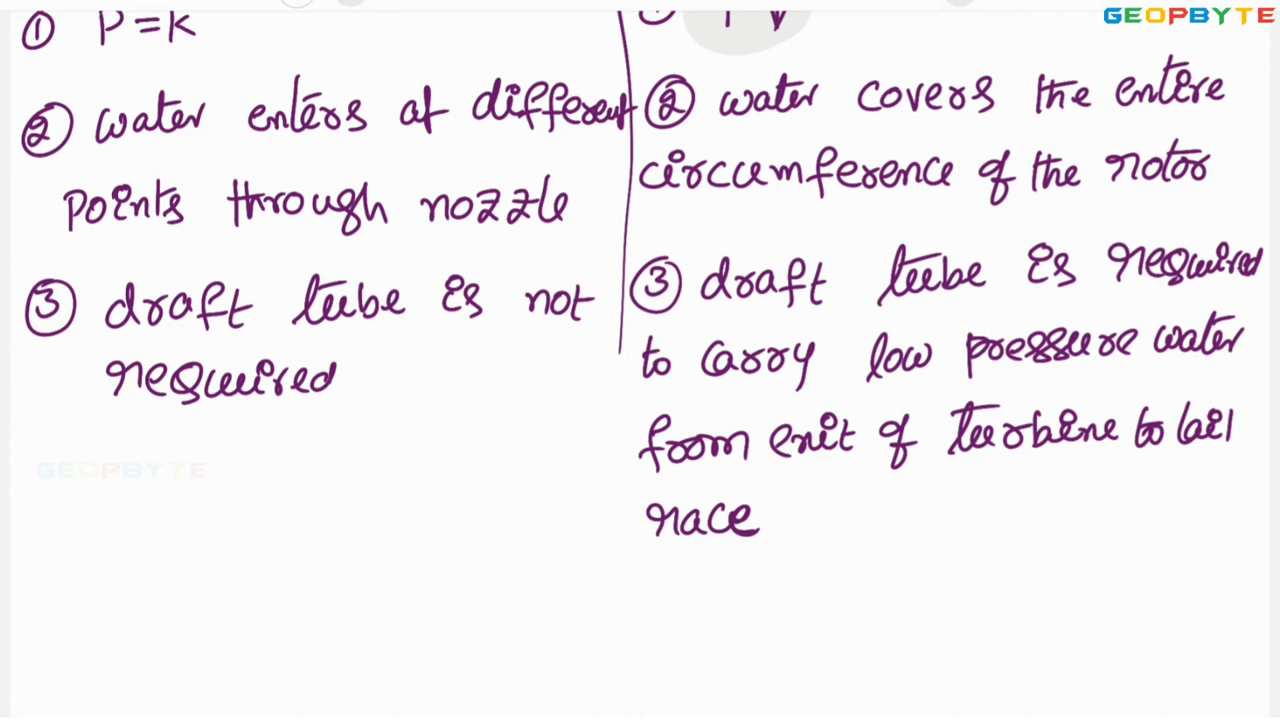 GEOPBYTE
① P = K
② water enters at different
points through nozzle
③ draft tube is not
required
② water covers the entire
circumference of the rotor
③ draft tube is required
to carry low pressure water
from exit of turbine to tail
race
GEOPBYTE